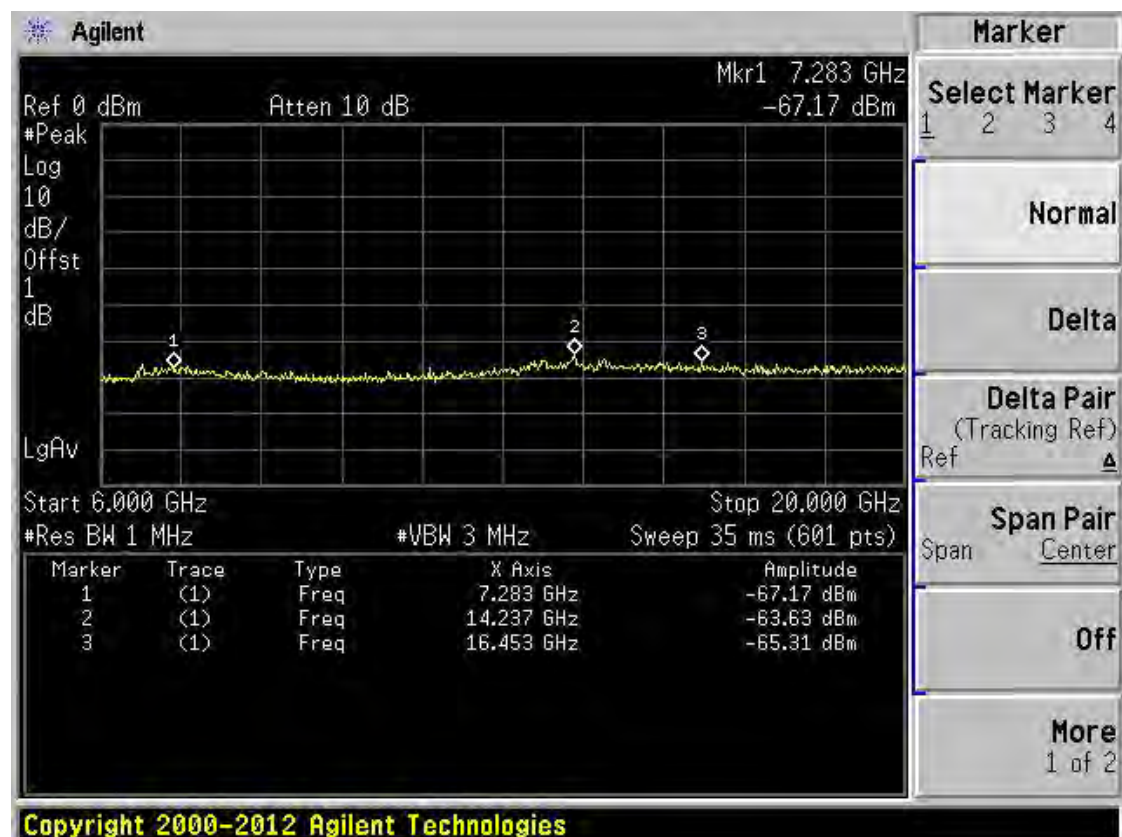 Agilent
Marker
Mkr1 7.283 GHz
Ref 0 dBm Atten 10 dB -67.17 dBm
#Peak
Log
10
dB/
Offst
1
dB
1
2
3
LgAv
Start 6.000 GHz Stop 20.000 GHz
#Res BW 1 MHz #VBW 3 MHz Sweep 35 ms (601 pts)
Marker Trace Type X Axis Amplitude
1 (1) Freq 7.283 GHz -67.17 dBm
2 (1) Freq 14.237 GHz -63.63 dBm
3 (1) Freq 16.453 GHz -65.31 dBm
Select Marker
1 2 3 4
Normal
Delta
Delta Pair
(Tracking Ref)
Ref Δ
Span Pair
Span Center
Off
More
1 of 2
Copyright 2000-2012 Agilent Technologies